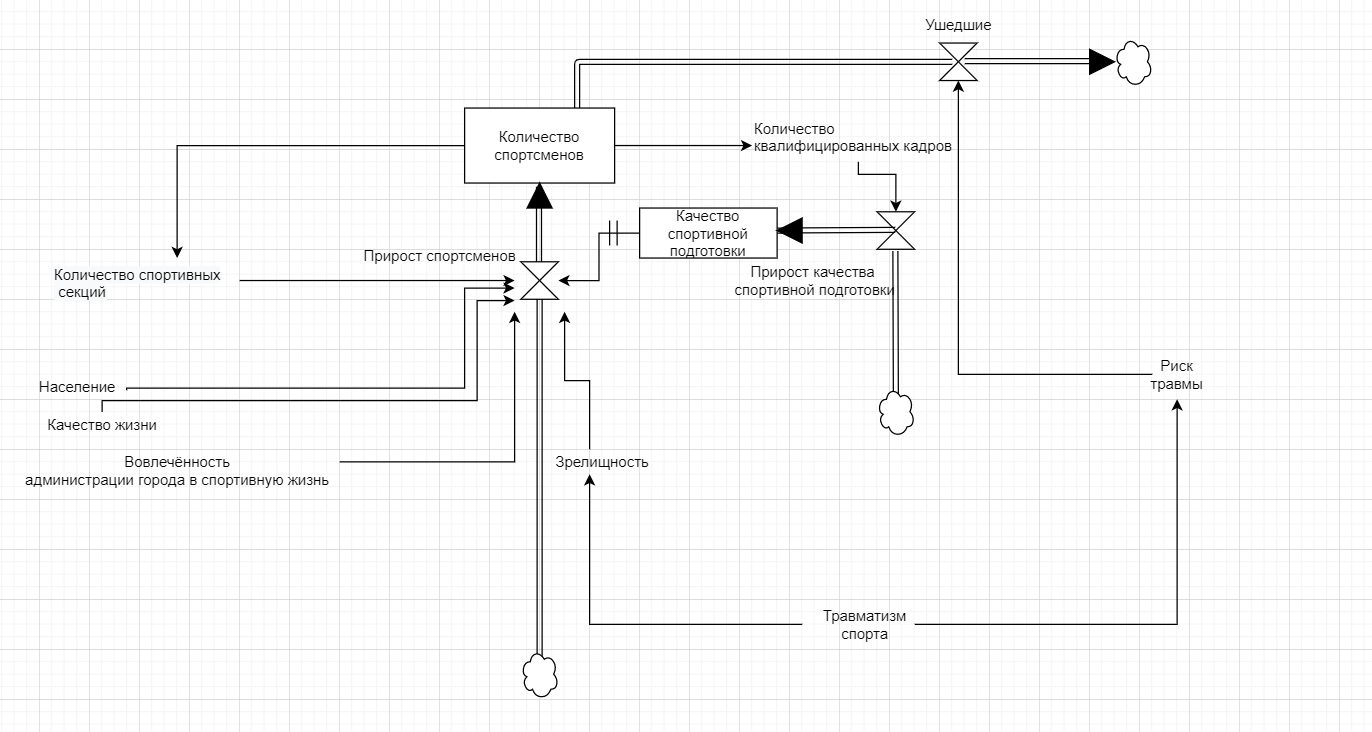 Ушедшие
Количество
спортсменов
Количество
квалифицированных кадров
Качество
спортивной
подготовки
Прирост спортсменов
Количество спортивных
секций
Прирост качества
спортивной подготовки
Риск
травмы
Население
Качество жизни
Вовлечённость
администрации города в спортивную жизнь
Зрелищность
Травматизм
спорта